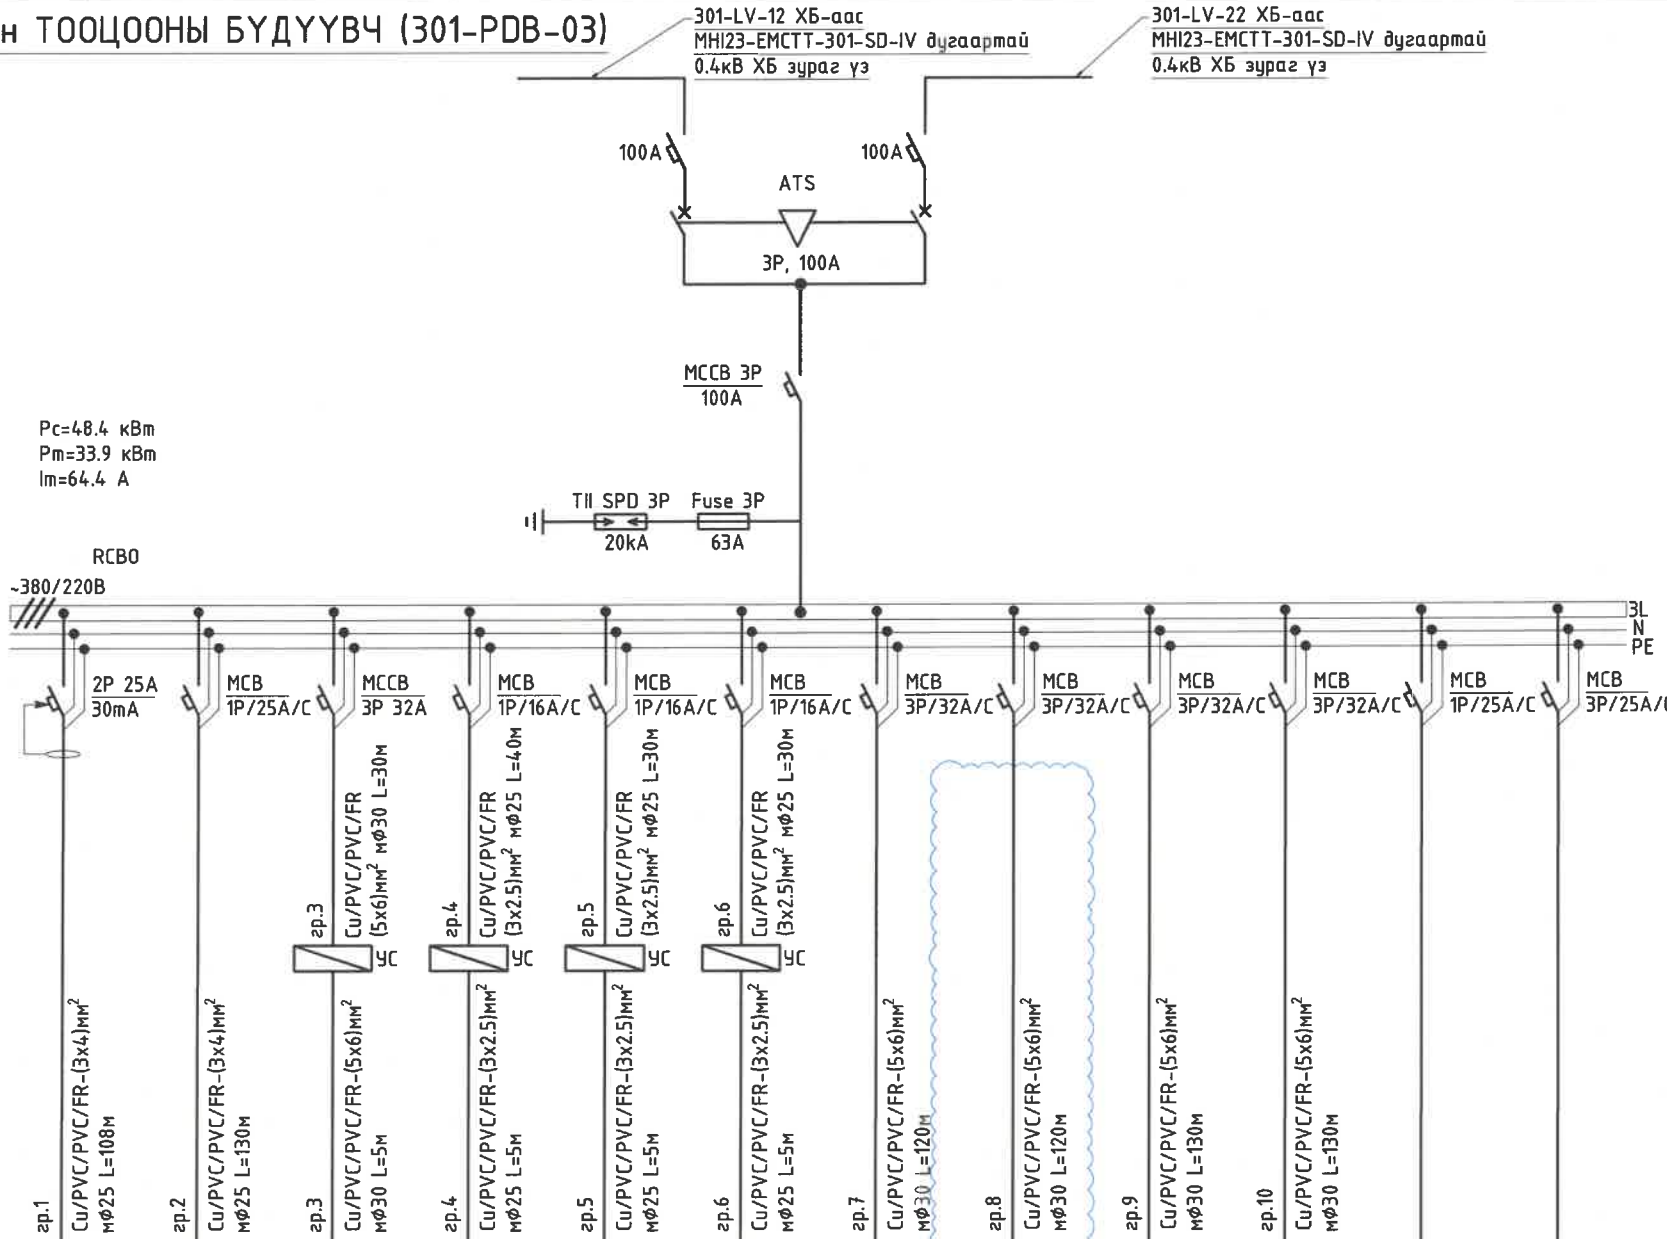 н ТООЦООНЫ БҮДҮҮВЧ (301-PDB-03)
301-LV-12 ХБ-аас
MHI23-EMCTT-301-SD-IV дугаартай
0.4кВ ХБ зураг үз
301-LV-22 ХБ-аас
MHI23-EMCTT-301-SD-IV дугаартай
0.4кВ ХБ зураг үз
100A
100A
ATS
3P, 100A
MCCB 3P
100A
Pc=48.4 кВт
Pm=33.9 кВт
Im=64.4 A
TII SPD 3P
20kA
Fuse 3P
63A
RCBO
~380/220В
3L
N
PE
2P 25A
30mA
MCB
1P/25A/C
MCCB
3P 32A
MCB
1P/16A/C
MCB
1P/16A/C
MCB
1P/16A/C
MCB
3P/32A/C
MCB
3P/32A/C
MCB
3P/32A/C
MCB
3P/32A/C
MCB
1P/25A/C
MCB
3P/25A/
гр.3
Cu/PVC/PVC/FR
(5x6)мм² мФ30 L=30м
гр.4
Cu/PVC/PVC/FR
(3x2.5)мм² мФ25 L=40м
гр.5
Cu/PVC/PVC/FR
(3x2.5)мм² мФ25 L=30м
гр.6
Cu/PVC/PVC/FR
(3x2.5)мм² мФ25 L=30м
УС
УС
УС
УС
гр.1
Cu/PVC/PVC/FR-(3x4)мм²
мФ25 L=108м
гр.2
Cu/PVC/PVC/FR-(3x4)мм²
мФ25 L=130м
гр.3
Cu/PVC/PVC/FR-(5x6)мм²
мФ30 L=5м
гр.4
Cu/PVC/PVC/FR-(3x2.5)мм²
мФ25 L=5м
гр.5
Cu/PVC/PVC/FR-(3x2.5)мм²
мФ25 L=5м
гр.6
Cu/PVC/PVC/FR-(3x2.5)мм²
мФ25 L=5м
гр.7
Cu/PVC/PVC/FR-(5x6)мм²
мФ30 L=120м
гр.8
Cu/PVC/PVC/FR-(5x6)мм²
мФ30 L=120м
гр.9
Cu/PVC/PVC/FR-(5x6)мм²
мФ30 L=130м
гр.10
Cu/PVC/PVC/FR-(5x6)мм²
мФ30 L=130м